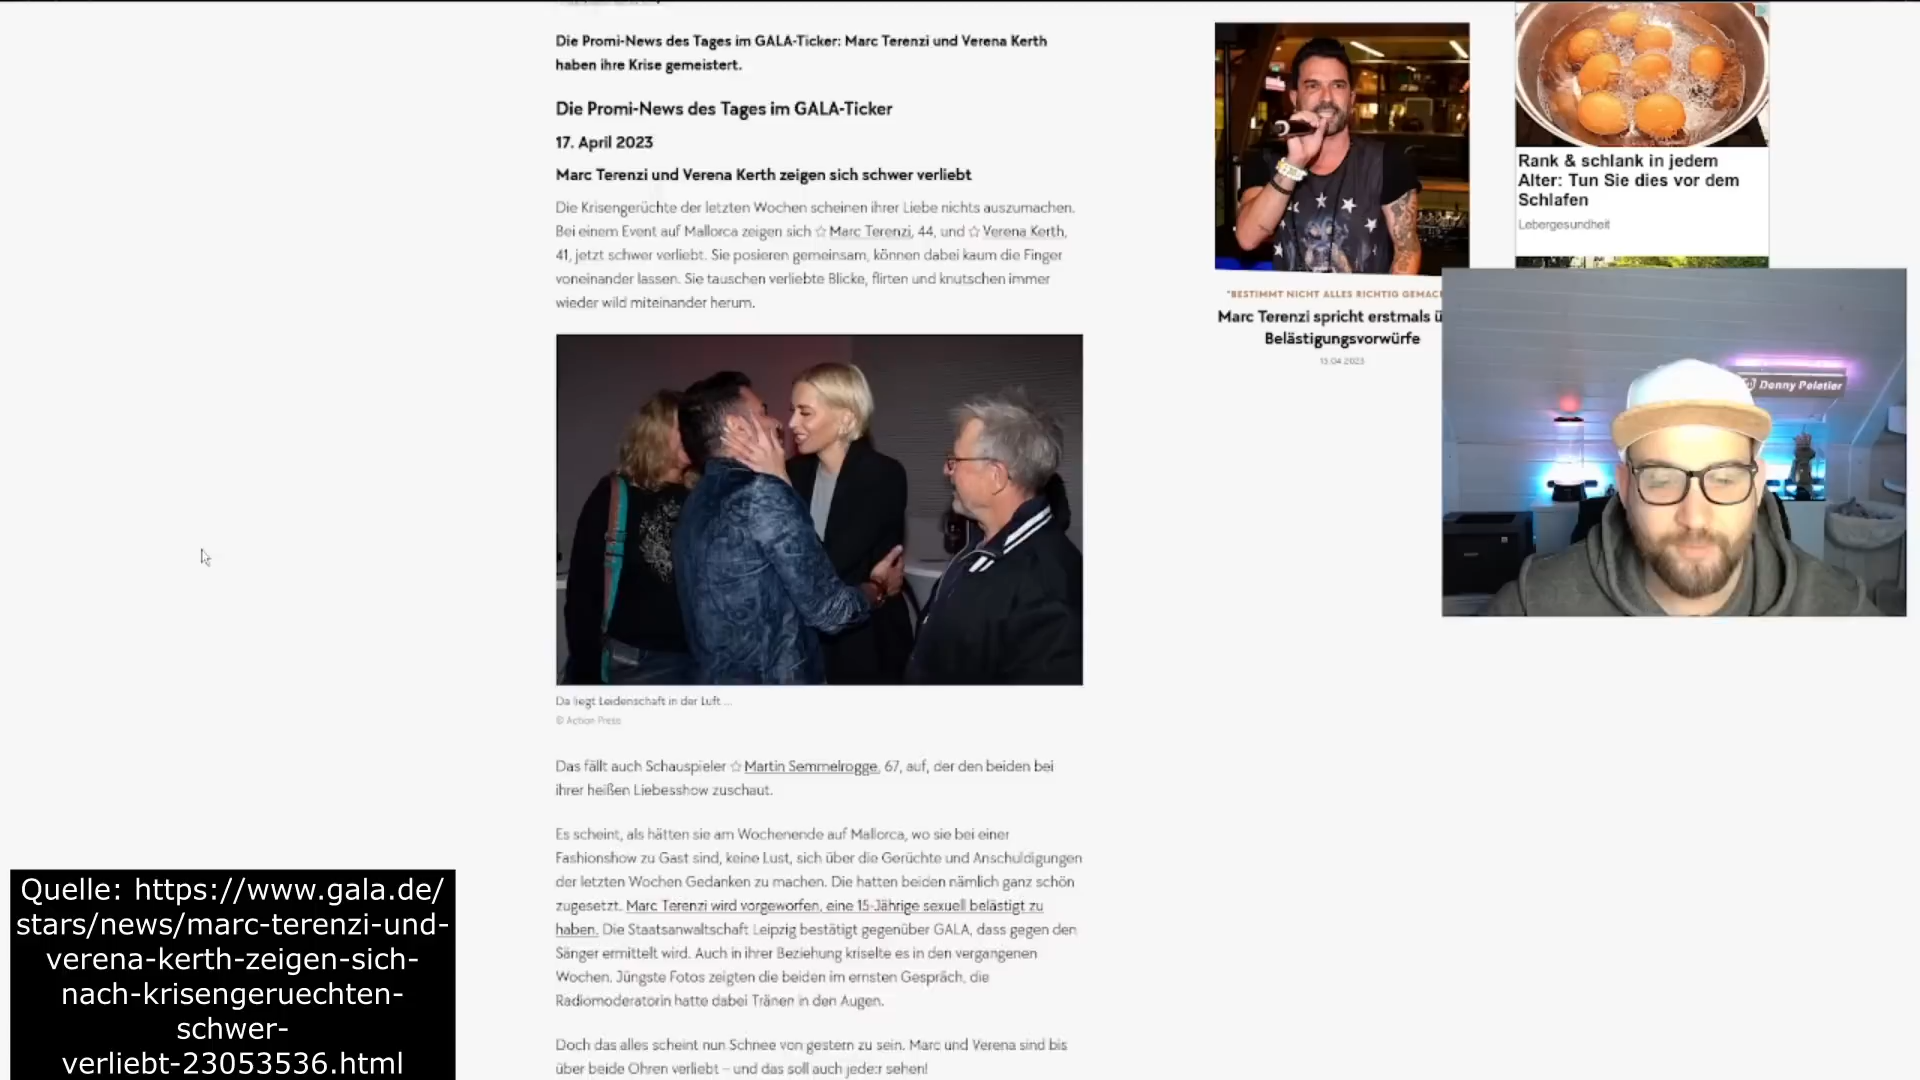 Die Promi-News des Tages im GALA-Ticker: Marc Terenzi und Verena Kerth
haben ihre Krise gemeistert.
Die Promi-News des Tages im GALA-Ticker
17. April 2023
Marc Terenzi und Verena Kerth zeigen sich schwer verliebt
Die Krisengerüchte der letzten Wochen scheinen ihrer Liebe nichts auszumachen.
Bei einem Event auf Mallorca zeigen sich ☆ Marc Terenzi, 44, und ☆ Verena Kerth,
41, jetzt schwer verliebt. Sie posieren gemeinsam, können dabei kaum die Finger
voneinander lassen. Sie tauschen verliebte Blicke, flirten und knutschen immer
wieder wild miteinander herum.
Da liegt Leidenschaft in der Luft ...
© Action Press
Das fällt auch Schauspieler ☆ Martin Semmelrogge, 67, auf, der den beiden bei
ihrer heißen Liebesshow zuschaut.
Es scheint, als hätten sie am Wochenende auf Mallorca, wo sie bei einer
Fashionshow zu Gast sind, keine Lust, sich über die Gerüchte und Anschuldigungen
der letzten Wochen Gedanken zu machen. Die hatten beiden nämlich ganz schön
zugesetzt. Marc Terenzi wird vorgeworfen, eine 15-Jährige sexuell belästigt zu
haben. Die Staatsanwaltschaft Leipzig bestätigt gegenüber GALA, dass gegen den
Sänger ermittelt wird. Auch in ihrer Beziehung kriselte es in den vergangenen
Wochen. Jüngste Fotos zeigten die beiden im ernsten Gespräch, die
Radiomoderatorin hatte dabei Tränen in den Augen.
Doch das alles scheint nun Schnee von gestern zu sein. Marc und Verena sind bis
über beide Ohren verliebt – und das soll auch jede:r sehen!
"BESTIMMT NICHT ALLES RICHTIG GEMAC
Marc Terenzi spricht erstmals ü
Belästigungsvorwürfe
13.04.2023
Rank & schlank in jedem
Alter: Tun Sie dies vor dem
Schlafen
Lebergesundheit
Donny Peletier
Quelle: https://www.gala.de/
stars/news/marc-terenzi-und-
verena-kerth-zeigen-sich-
nach-krisengeruechten-
schwer-
verliebt-23053536.html